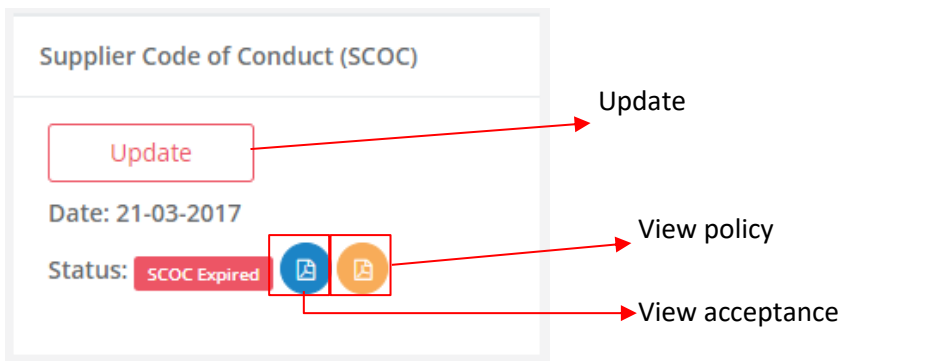 Supplier Code of Conduct (SCOC)
Update
Update
Date: 21-03-2017
View policy
Status: SCOC Expired
View acceptance